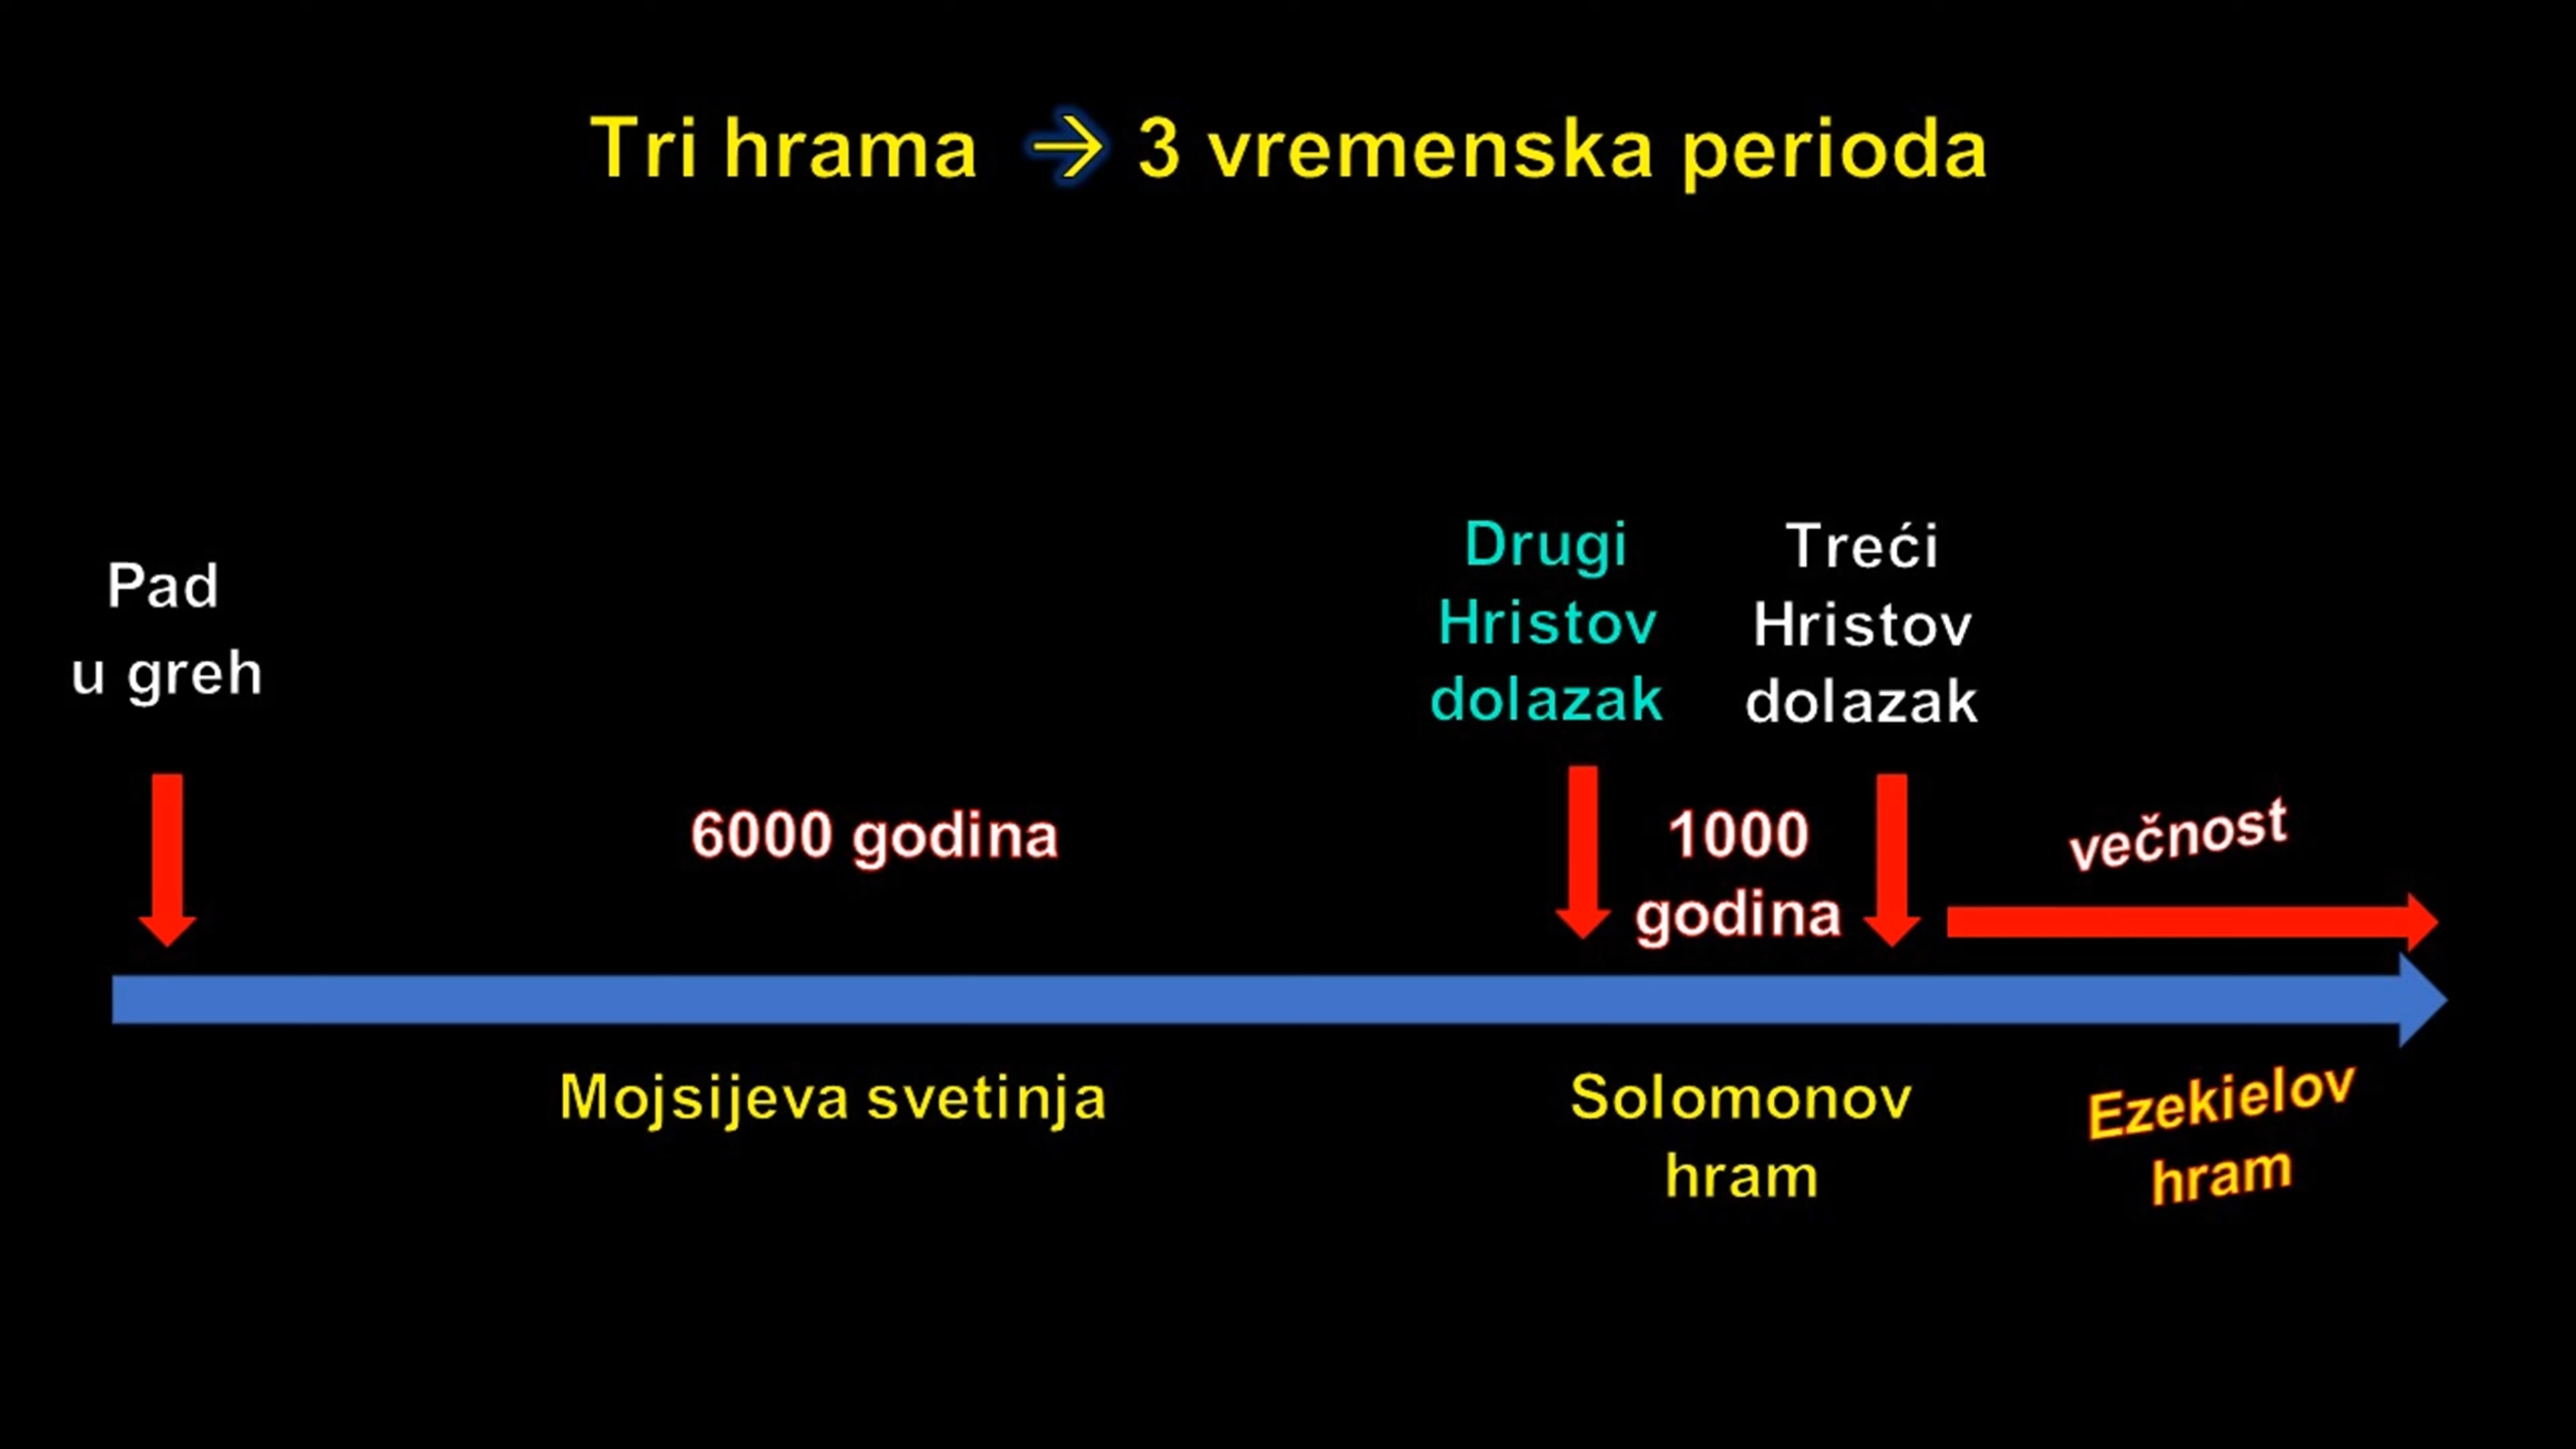 Tri hrama → 3 vremenska perioda
Pad
u greh
Drugi
Hristov
dolazak
Treći
Hristov
dolazak
6000 godina
1000
godina
večnost
Mojsijeva svetinja
Solomonov
hram
Ezekielov
hram